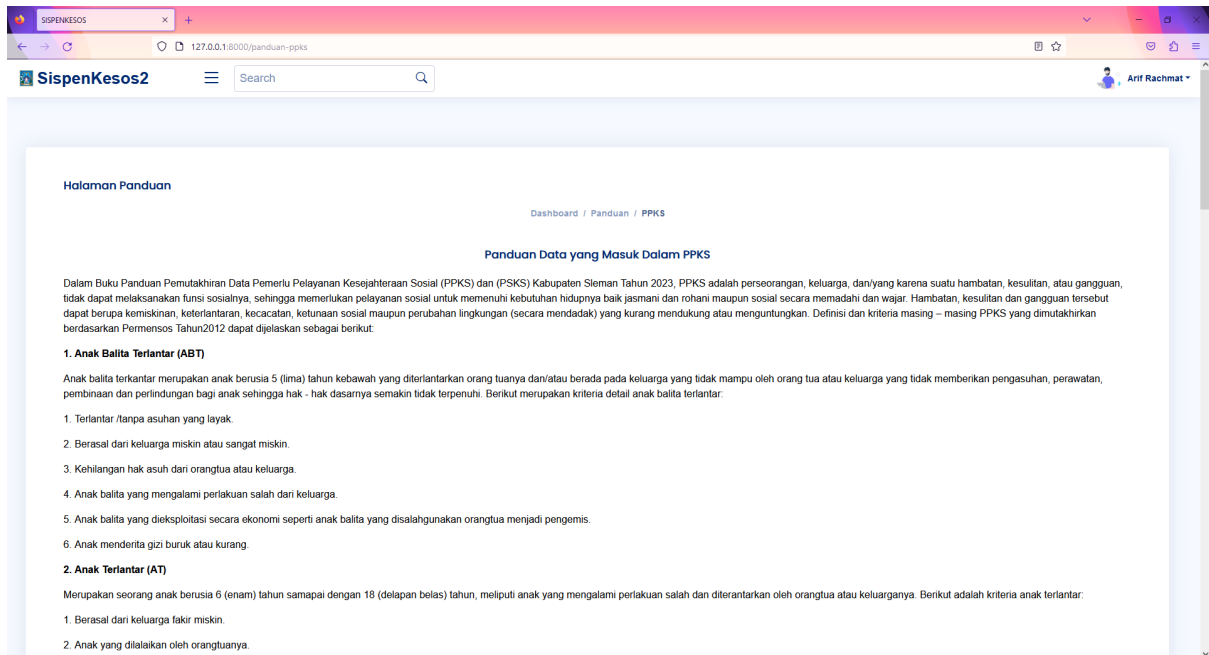 SISPENKESOS
127.0.0.1:8000/panduan-ppks
SispenKesos2
Search
Arif Rachmat
Halaman Panduan
Dashboard / Panduan / PPKS
Panduan Data yang Masuk Dalam PPKS
Dalam Buku Panduan Pemutakhiran Data Pemerlu Pelayanan Kesejahteraan Sosial (PPKS) dan (PSKS) Kabupaten Sleman Tahun 2023, PPKS adalah perseorangan, keluarga, dan/yang karena suatu hambatan, kesulitan, atau gangguan,
tidak dapat melaksanakan funsi sosialnya, sehingga memerlukan pelayanan sosial untuk memenuhi kebutuhan hidupnya baik jasmani dan rohani maupun sosial secara memadahi dan wajar. Hambatan, kesulitan dan gangguan tersebut
dapat berupa kemiskinan, keterlantaran, kecacatan, ketunaan sosial maupun perubahan lingkungan (secara mendadak) yang kurang mendukung atau menguntungkan. Definisi dan kriteria masing – masing PPKS yang dimutakhirkan
berdasarkan Permensos Tahun2012 dapat dijelaskan sebagai berikut:
1. Anak Balita Terlantar (ABT)
Anak balita terkantar merupakan anak berusia 5 (lima) tahun kebawah yang diterlantarkan orang tuanya dan/atau berada pada keluarga yang tidak mampu oleh orang tua atau keluarga yang tidak memberikan pengasuhan, perawatan,
pembinaan dan perlindungan bagi anak sehingga hak - hak dasarnya semakin tidak terpenuhi. Berikut merupakan kriteria detail anak balita terlantar:
1. Terlantar /tanpa asuhan yang layak.
2. Berasal dari keluarga miskin atau sangat miskin.
3. Kehilangan hak asuh dari orangtua atau keluarga.
4. Anak balita yang mengalami perlakuan salah dari keluarga.
5. Anak balita yang dieksploitasi secara ekonomi seperti anak balita yang disalahgunakan orangtua menjadi pengemis.
6. Anak menderita gizi buruk atau kurang.
2. Anak Terlantar (AT)
Merupakan seorang anak berusia 6 (enam) tahun samapai dengan 18 (delapan belas) tahun, meliputi anak yang mengalami perlakuan salah dan diterantarkan oleh orangtua atau keluarganya. Berikut adalah kriteria anak terlantar:
1. Berasal dari keluarga fakir miskin.
2. Anak yang dilalaikan oleh orangtuanya.